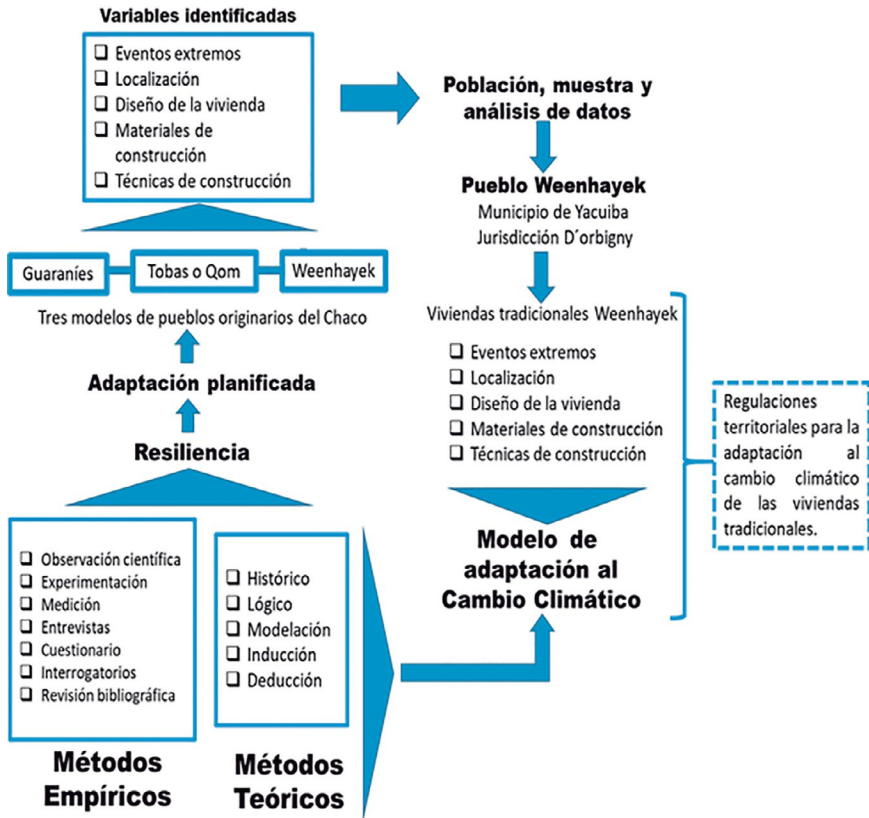 Variables identificadas
❑ Eventos extremos
❑ Localización
❑ Diseño de la vivienda
❑ Materiales de
construcción
❑ Técnicas de construcción
Guaraníes
Tobas o Qom
Weenhayek
Tres modelos de pueblos originarios del Chaco
Adaptación planificada
Resiliencia
❑ Observación científica
❑ Experimentación
❑ Medición
❑ Entrevistas
❑ Cuestionario
❑ Interrogatorios
❑ Revisión bibliográfica
Métodos
Empíricos
❑ Histórico
❑ Lógico
❑ Modelación
❑ Inducción
❑ Deducción
Métodos
Teóricos
Población, muestra y
análisis de datos
Pueblo Weenhayek
Municipio de Yacuiba
Jurisdicción D´orbigny
Viviendas tradicionales Weenhayek
❑ Eventos extremos
❑ Localización
❑ Diseño de la vivienda
❑ Materiales de construcción
❑ Técnicas de construcción
Modelo de
adaptación al
Cambio Climático
Regulaciones
territoriales para la
adaptación al
cambio climático
de las viviendas
tradicionales.